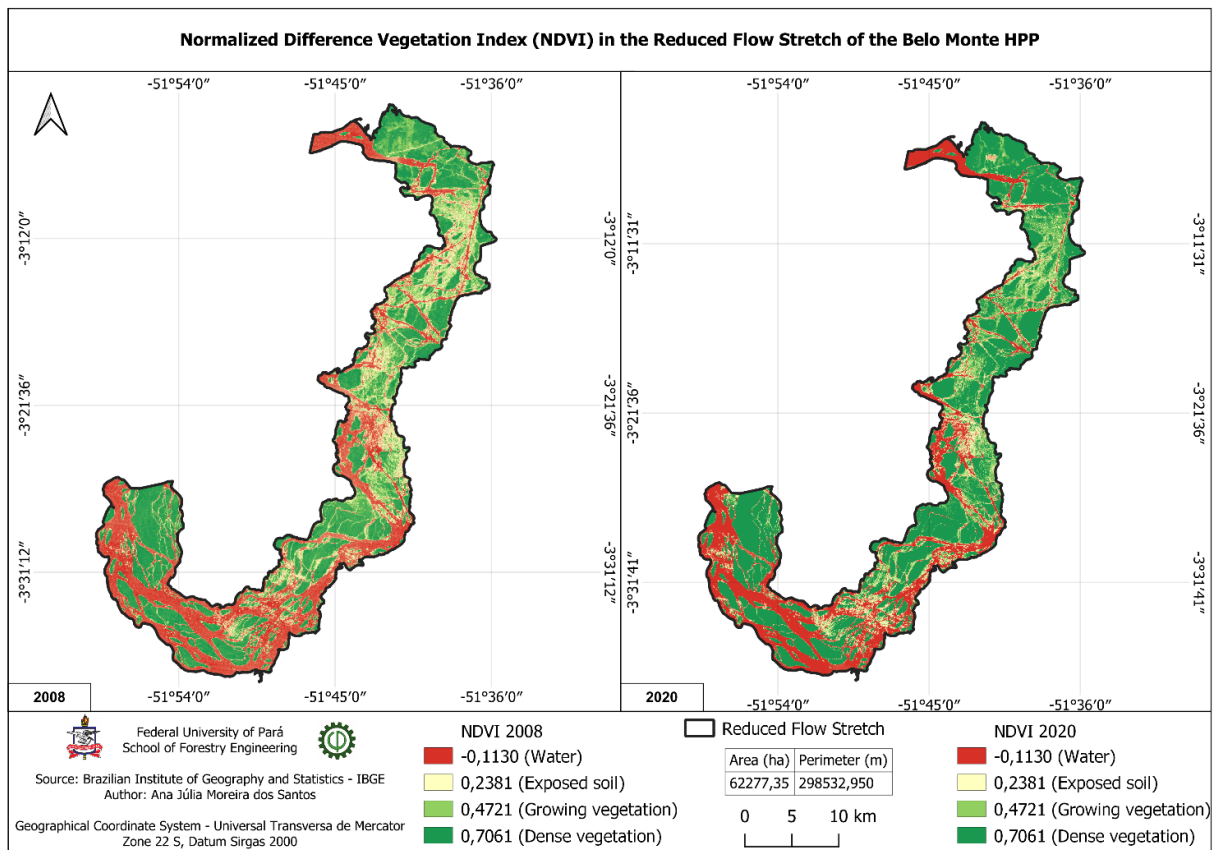 Normalized Difference Vegetation Index (NDVI) in the Reduced Flow Stretch of the Belo Monte HPP
-51°54′0″ -51°45′0″ -51°36′0″
-3°12′0″ -3°12′0″
-3°21′36″ -3°21′36″
-3°31′12″ -3°31′12″
2008
-51°54′0″ -51°45′0″ -51°36′0″
-51°54′0″ -51°45′0″ -51°36′0″
-3°11′31″ -3°11′31″
-3°21′36″ -3°21′36″
-3°31′41″ -3°31′41″
2020
-51°54′0″ -51°45′0″ -51°36′0″
Federal University of Pará
School of Forestry Engineering
Source: Brazilian Institute of Geography and Statistics - IBGE
Author: Ana Júlia Moreira dos Santos
Geographical Coordinate System - Universal Transversa de Mercator
Zone 22 S, Datum Sirgas 2000
NDVI 2008
-0,1130 (Water)
0,2381 (Exposed soil)
0,4721 (Growing vegetation)
0,7061 (Dense vegetation)
Reduced Flow Stretch
Area (ha) Perimeter (m)
62277,35 298532,950
0 5 10 km
NDVI 2020
-0,1130 (Water)
0,2381 (Exposed soil)
0,4721 (Growing vegetation)
0,7061 (Dense vegetation)